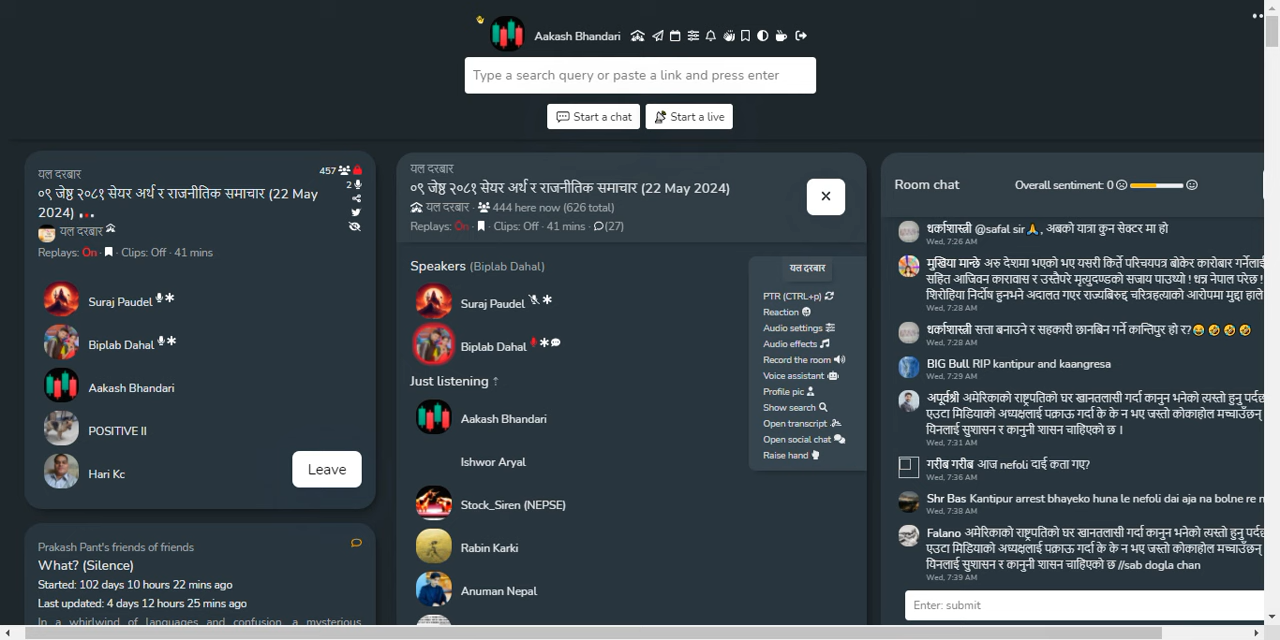 Aakash Bhandari
Type a search query or paste a link and press enter
Start a chat
Start a live
यल दरबार
457
०९ जेष्ठ २०८१ सेयर अर्थ र राजनीतिक समाचार (22 May
2
2024)
यल दरबार
Replays: On · Clips: Off · 41 mins
Suraj Paudel
Biplab Dahal
Aakash Bhandari
POSITIVE II
Hari Kc
Leave
Prakash Pant's friends of friends
What? (Silence)
Started: 102 days 10 hours 22 mins ago
Last updated: 4 days 12 hours 25 mins ago
In a whirlwind of languages and confusion, a mysterious
यल दरबार
०९ जेष्ठ २०८१ सेयर अर्थ र राजनीतिक समाचार (22 May 2024)
यल दरबार · 444 here now (626 total)
Replays: On · Clips: Off · 41 mins · (27)
Speakers (Biplab Dahal)
Suraj Paudel
Biplab Dahal
Just listening ↑
Aakash Bhandari
Ishwor Aryal
Stock_Siren (NEPSE)
Rabin Karki
Anuman Nepal
यल दरबार
PTR (CTRL+p)
Reaction
Audio settings
Audio effects
Record the room
Voice assistant
Profile pic
Show search
Open transcript
Open social chat
Raise hand
Room chat
Overall sentiment: 0
धर्काशास्त्री @safal sir🙏, अबको यात्रा कुन सेक्टर मा हो
Wed, 7:26 AM
मुखिया मान्छे अरु देशमा भएको भए यसरी किर्ते परिचयपत्र बोकेर कारोबार गर्नेलाई
सहित आजिवन कारावास र उस्तैपरे मृत्युदण्डको सजाय पाउथ्यो ! धन्न नेपाल परेछ !
शिरोहिया निर्दोष हुनभने अदालत गएर राज्यबिरुद्द चरित्रहत्याको आरोपमा मुद्दा हाले
Wed, 7:28 AM
धर्काशास्त्री सत्ता बनाउने र सहकारी छानबिन गर्ने कान्तिपुर हो र?😂🤣🤣🤣
Wed, 7:28 AM
BIG Bull RIP kantipur and kaangresa
Wed, 7:29 AM
अपूर्वश्री अमेरिकाको राष्ट्रपतिको घर खानतलासी गर्दा कानुन भनेको त्यस्तो हुनु
एउटा मिडियाको अध्यक्षलाई पक्राऊ गर्दा के के न भए जस्तो कोकाहोल मच्चाउँछन्
यिनलाई सुशासन र कानुनी शासन चाहिएको छ ।
Wed, 7:31 AM
गरीब गरीब आज nefoli दाई कता गए?
Wed, 7:36 AM
Shr Bas Kantipur arrest bhayeko huna le nefoli dai aja na bolne re
Wed, 7:38 AM
Falano अमेरिकाको राष्ट्रपतिको घर खानतलासी गर्दा कानुन भनेको त्यस्तो हुनु
एउटा मिडियाको अध्यक्षलाई पक्राऊ गर्दा के के न भए जस्तो कोकाहोल मच्चाउँछन्
यिनलाई सुशासन र कानुनी शासन चाहिएको छ //sab dogla chan
Wed, 7:39 AM
Enter: submit